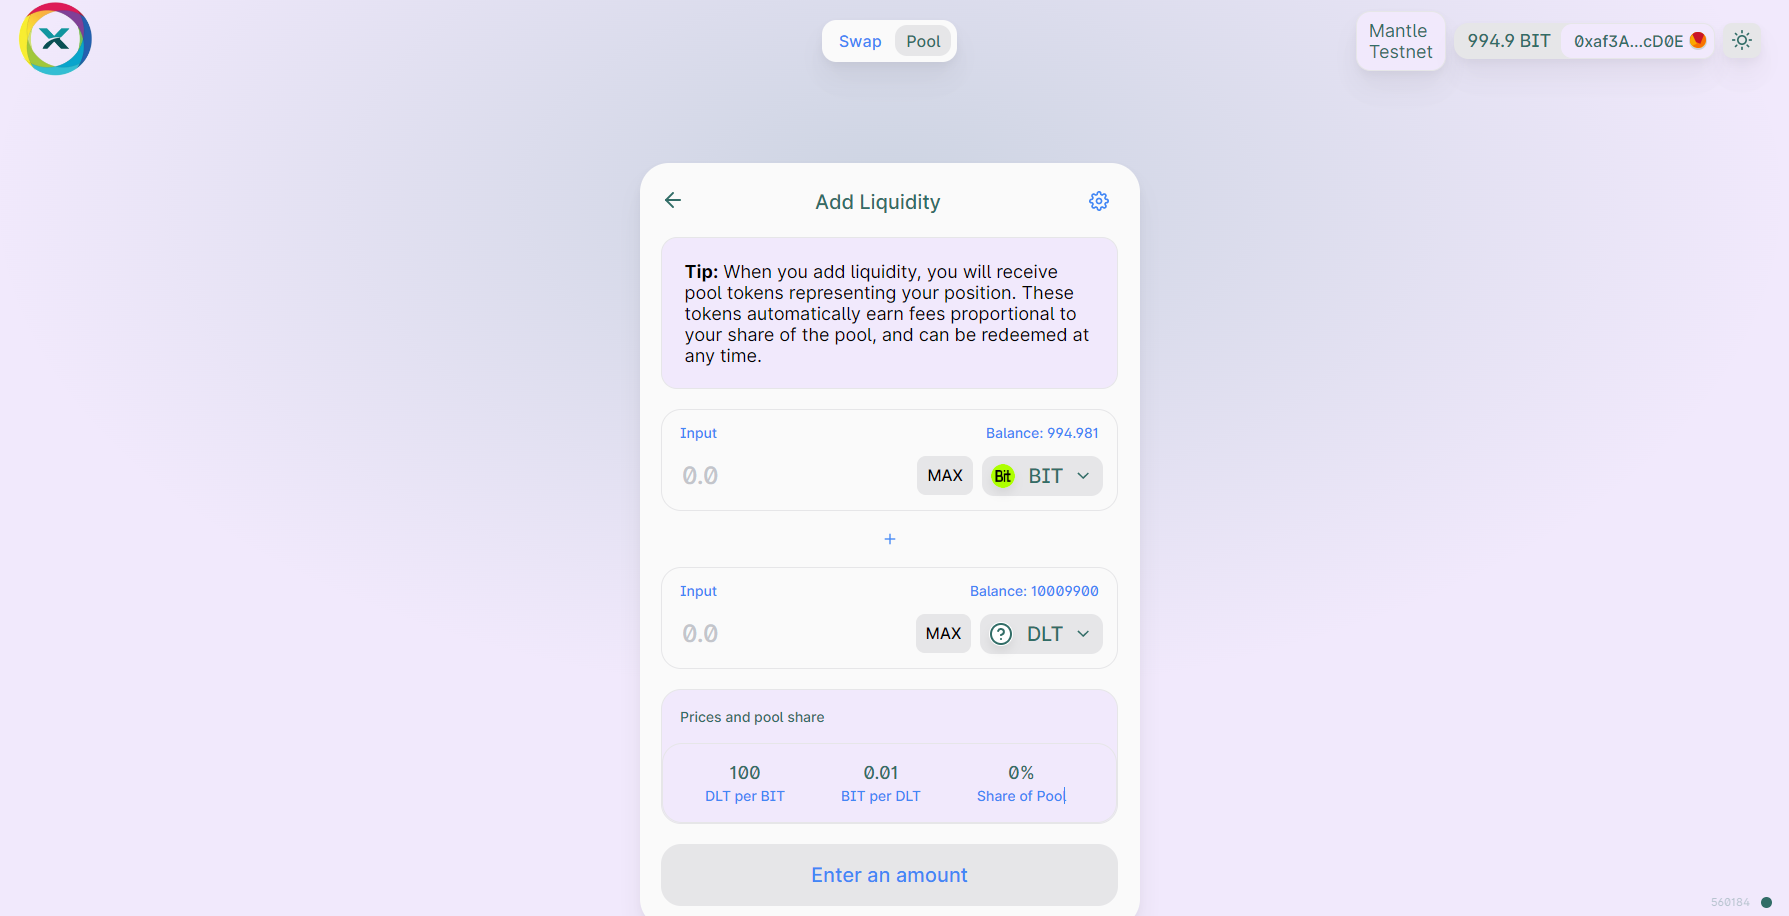 Swap
Pool
Mantle
Testnet
994.9 BIT
0xaf3A...cD0E
Add Liquidity
Tip: When you add liquidity, you will receive
pool tokens representing your position. These
tokens automatically earn fees proportional to
your share of the pool, and can be redeemed at
any time.
Input
Balance: 994.981
0.0
MAX
Bit
BIT
+
Input
Balance: 10009900
0.0
MAX
?
DLT
Prices and pool share
100
0.01
0%
DLT per BIT
BIT per DLT
Share of Pool
Enter an amount
560184